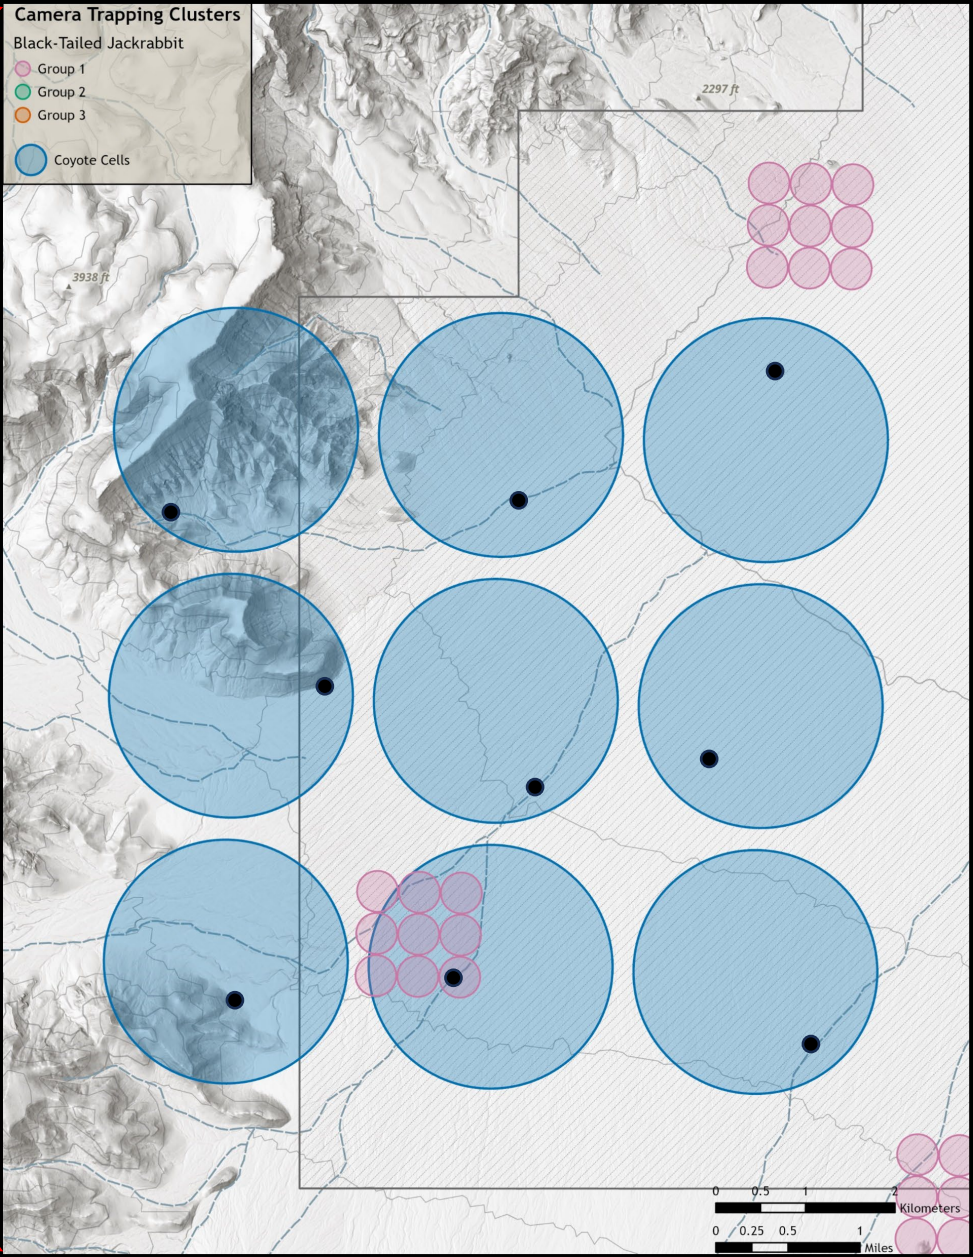 Camera Trapping Clusters
Black-Tailed Jackrabbit
Group 1
Group 2
Group 3
Coyote Cells
2297 ft
3938 ft
0 0.5 1 2
Kilometers
0 0.25 0.5 1
Miles